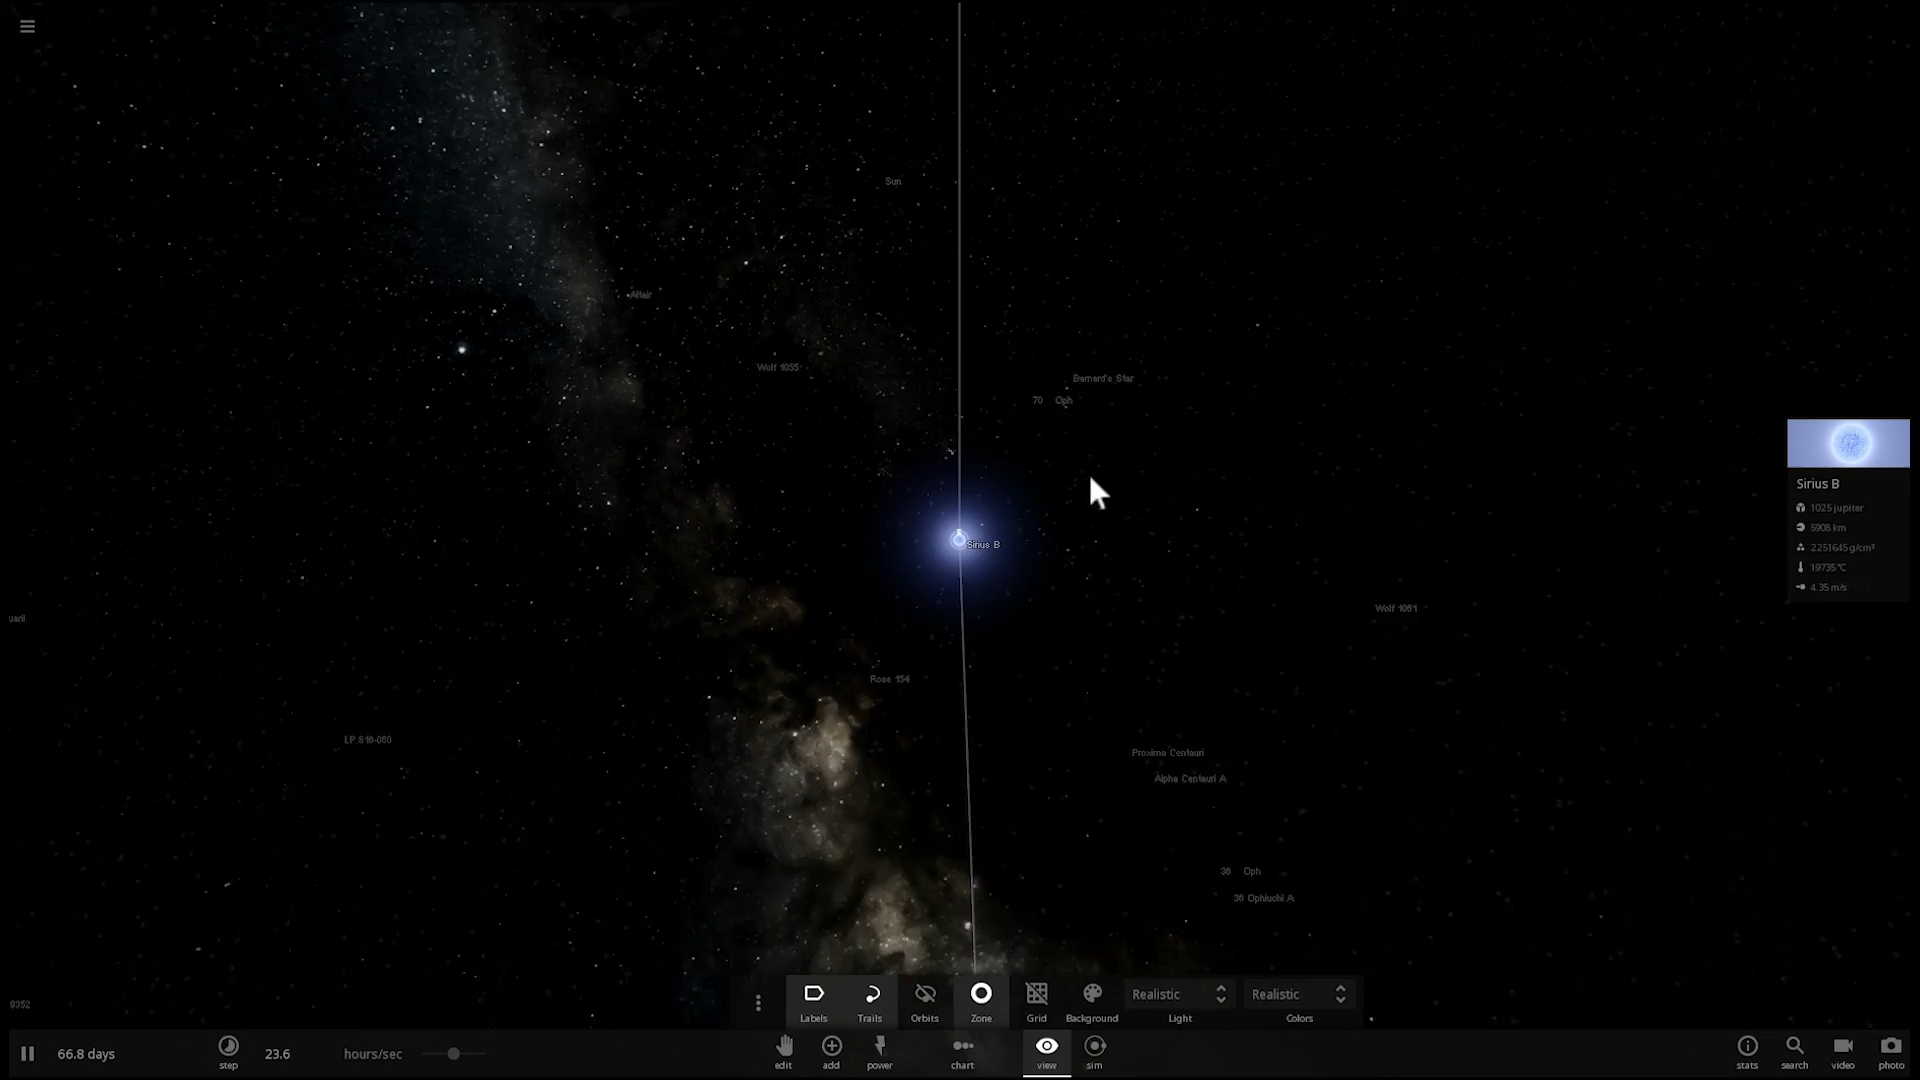 Sun
Altair
Wolf 1055
Barnard's Star
70 Oph
Sirius B
Sirius B
1025 jupiter
5908 km
2251645 g/cm³
19735 °C
4.35 m/s
Wolf 1061
uarii
Ross 154
LP 816-060
Proxima Centauri
Alpha Centauri A
36 Oph
36 Ophiuchi A
9352
Labels
Trails
Orbits
Zone
Grid
Background
Realistic
Light
Realistic
Colors
66.8 days
step
23.6
hours/sec
edit
add
power
chart
view
sim
stats
search
video
photo